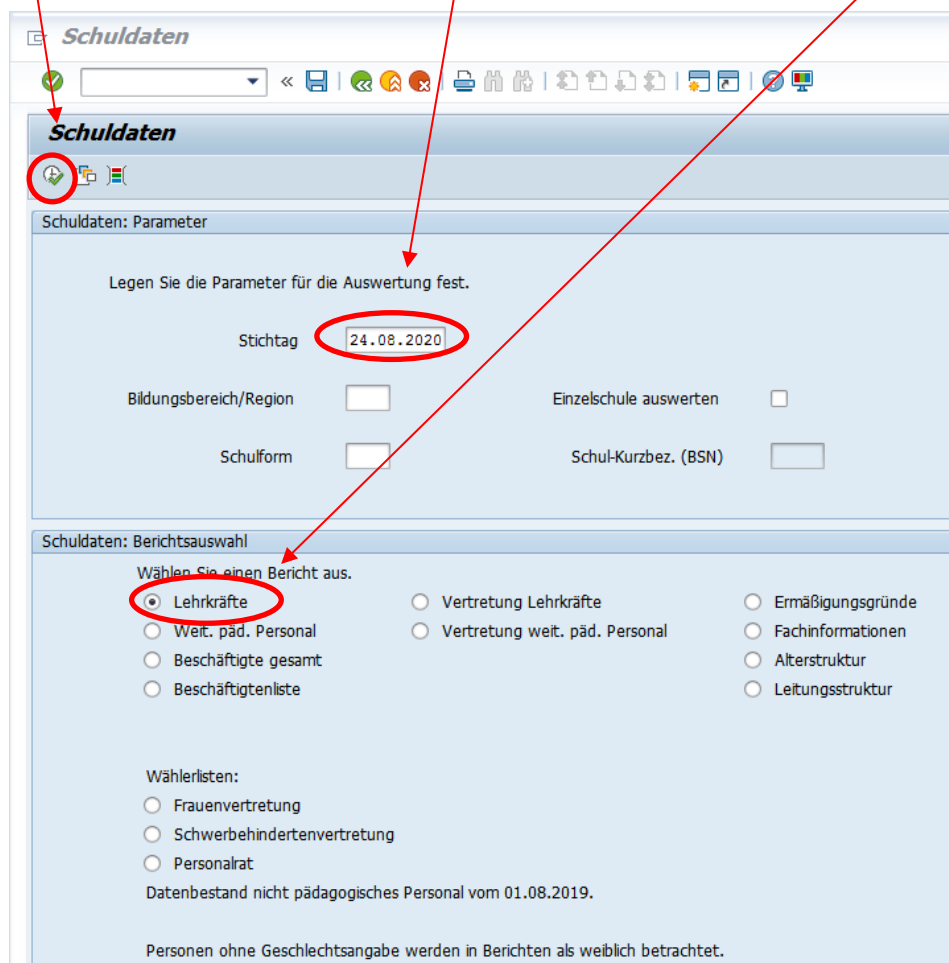 Schuldaten
Schuldaten
Schuldaten: Parameter
Legen Sie die Parameter für die Auswertung fest.
Stichtag 24.08.2020
Bildungsbereich/Region Einzelschule auswerten
Schulform Schul-Kurzbez. (BSN)
Schuldaten: Berichtsauswahl
Wählen Sie einen Bericht aus.
Lehrkräfte Vertretung Lehrkräfte Ermäßigungsgründe
Weit. päd. Personal Vertretung weit. päd. Personal Fachinformationen
Beschäftigte gesamt Alterstruktur
Beschäftigtenliste Leitungsstruktur
Wählerlisten:
Frauenvertretung
Schwerbehindertenvertretung
Personalrat
Datenbestand nicht pädagogisches Personal vom 01.08.2019.
Personen ohne Geschlechtsangabe werden in Berichten als weiblich betrachtet.